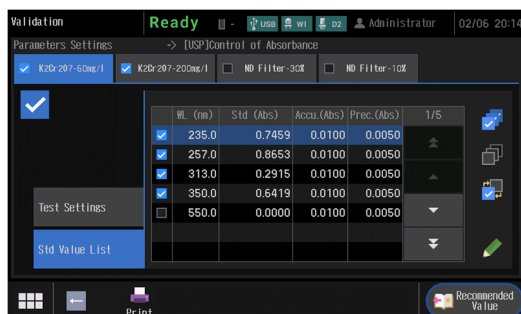 Validation Ready - USB WI D2 Administrator 02/06 20:14
Parameters Settings -> [USP]Control of Absorbance
K2Cr2O7-60mg/l K2Cr2O7-200mg/l ND Filter-30% ND Filter-10%
WL (nm) Std (Abs) Accu.(Abs) Prec.(Abs) 1/5
235.0 0.7459 0.0100 0.0050
257.0 0.8653 0.0100 0.0050
313.0 0.2915 0.0100 0.0050
350.0 0.6419 0.0100 0.0050
550.0 0.0000 0.0100 0.0050
Test Settings
Std Value List
Print
Recommended
Value